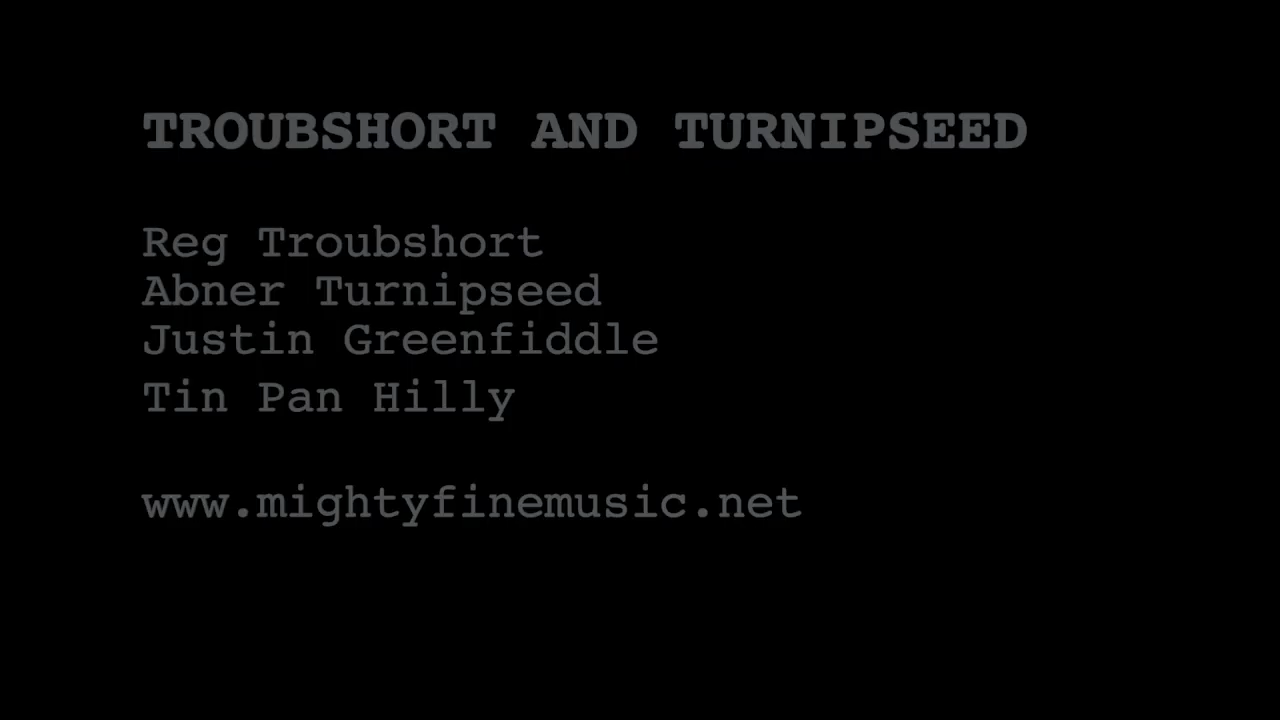 TROUBSHORT AND TURNIPSEED
Reg Troubshort
Abner Turnipseed
Justin Greenfiddle
Tin Pan Hilly
www.mightyfinemusic.net